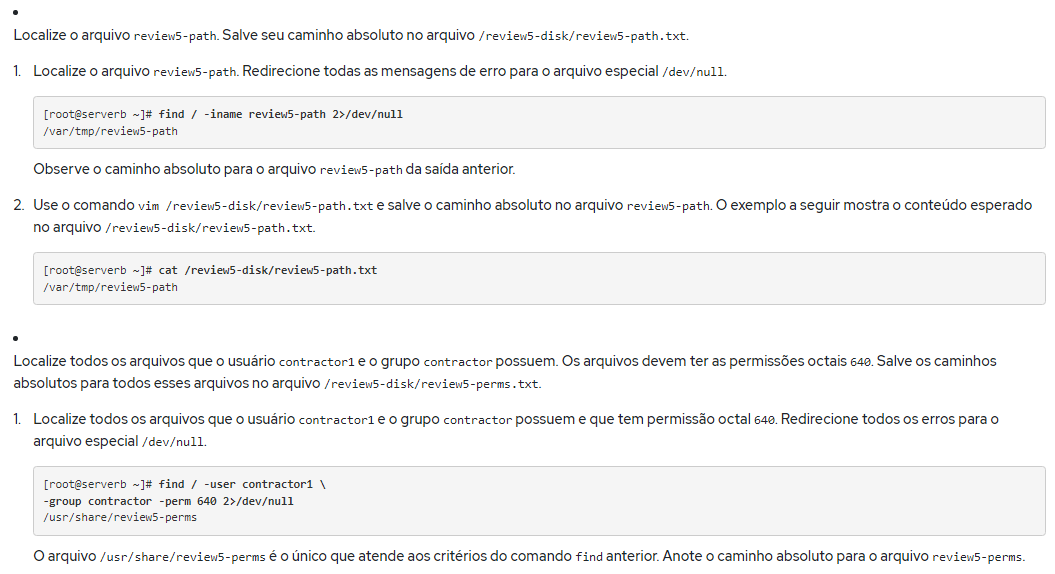 •
Localize o arquivo review5-path. Salve seu caminho absoluto no arquivo /review5-disk/review5-path.txt.
1. Localize o arquivo review5-path. Redirecione todas as mensagens de erro para o arquivo especial /dev/null.
[root@serverb ~]# find / -iname review5-path 2>/dev/null
/var/tmp/review5-path
Observe o caminho absoluto para o arquivo review5-path da saída anterior.
2. Use o comando vim /review5-disk/review5-path.txt e salve o caminho absoluto no arquivo review5-path. O exemplo a seguir mostra o conteúdo esperado
no arquivo /review5-disk/review5-path.txt.
[root@serverb ~]# cat /review5-disk/review5-path.txt
/var/tmp/review5-path
•
Localize todos os arquivos que o usuário contractor1 e o grupo contractor possuem. Os arquivos devem ter as permissões octais 640. Salve os caminhos
absolutos para todos esses arquivos no arquivo /review5-disk/review5-perms.txt.
1. Localize todos os arquivos que o usuário contractor1 e o grupo contractor possuem e que tem permissão octal 640. Redirecione todos os erros para o
arquivo especial /dev/null.
[root@serverb ~]# find / -user contractor1 \
-group contractor -perm 640 2>/dev/null
/usr/share/review5-perms
O arquivo /usr/share/review5-perms é o único que atende aos critérios do comando find anterior. Anote o caminho absoluto para o arquivo review5-perms.